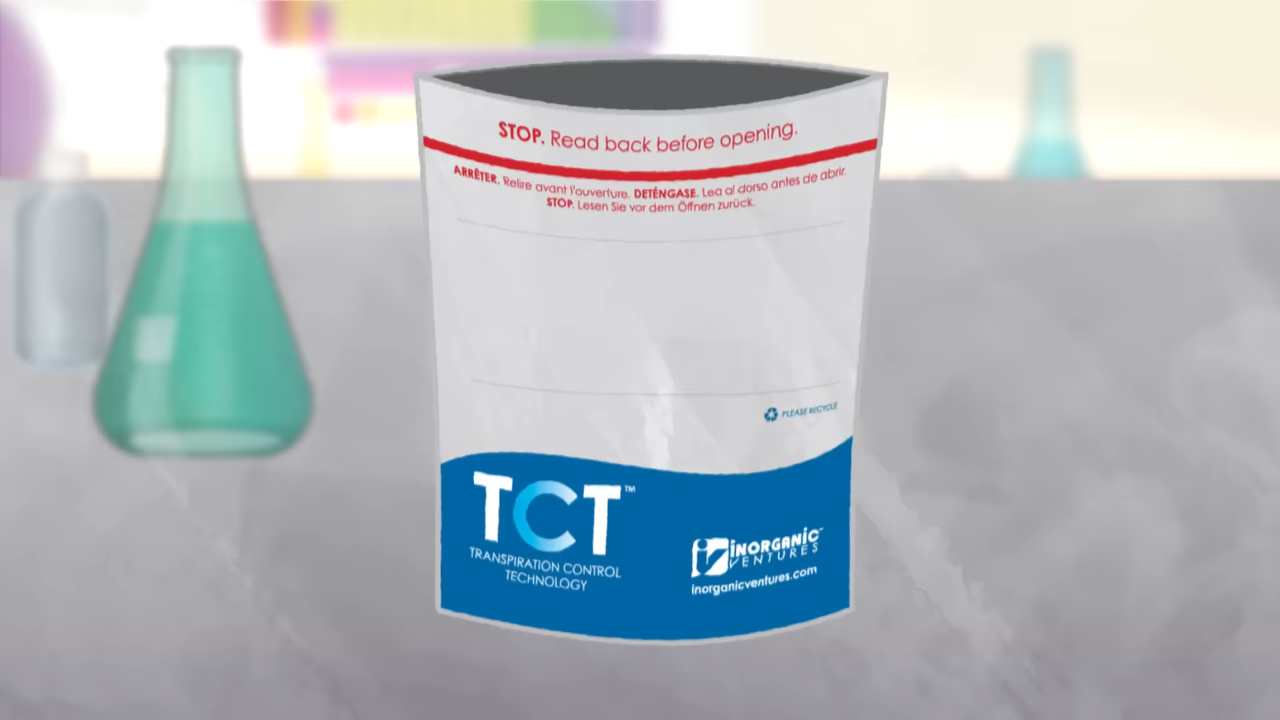 STOP. Read back before opening.
ARRÊTER. Relire avant l'ouverture. DETÉNGASE. Lea al dorso antes de abrir.
STOP. Lesen Sie vor dem Öffnen zurück.
PLEASE RECYCLE
TCT™
TRANSPIRATION CONTROL
TECHNOLOGY
iv INORGANIC™
VENTURES
inorganicventures.com